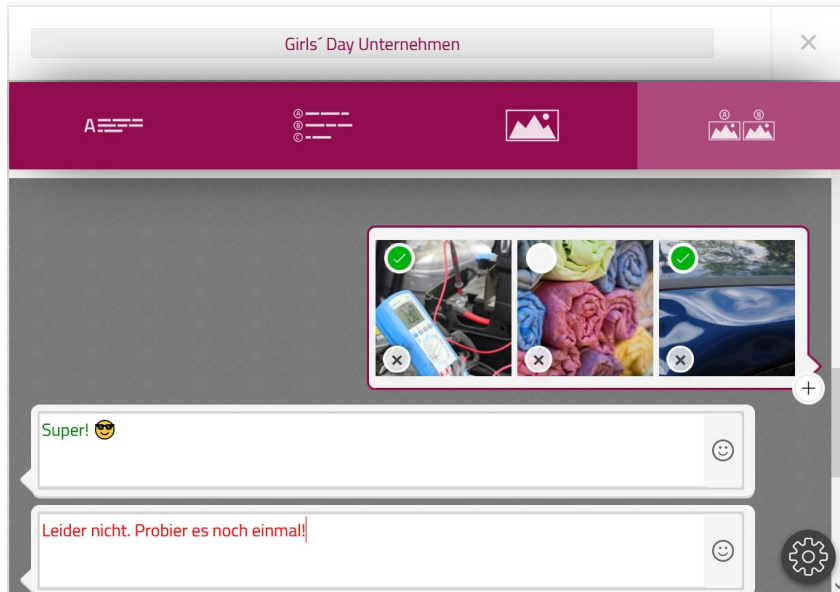 Girls´ Day Unternehmen
A
A
B
C
A B
Super! 😎
Leider nicht. Probier es noch einmal!